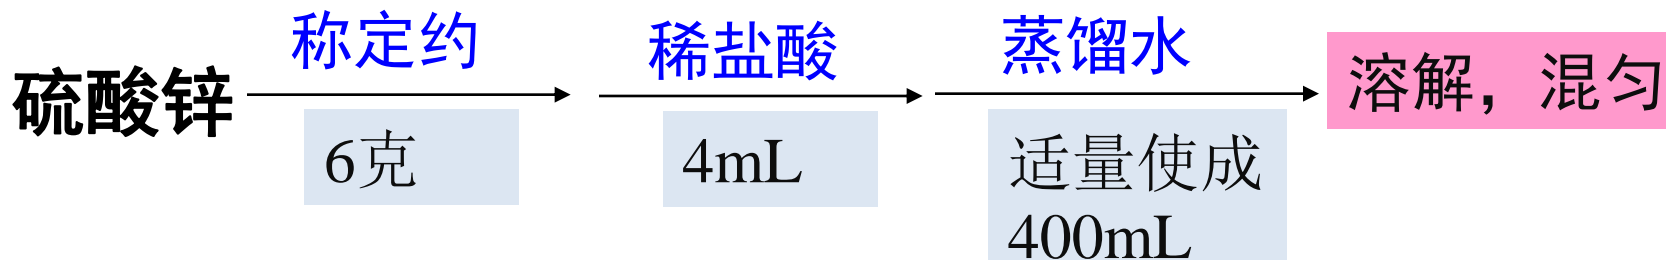 硫酸锌
称定约
6克
稀盐酸
4mL
蒸馏水
适量使成
400mL
溶解，混匀